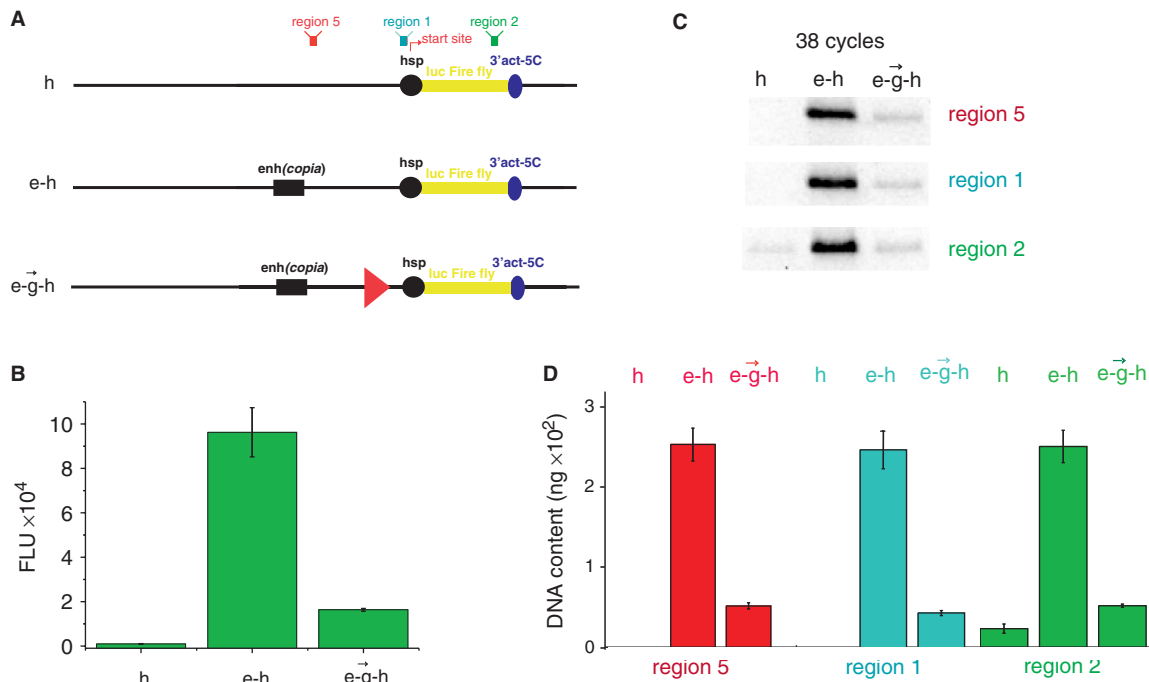 A
region 5 region 1 region 2
start site
hsp 3'act-5C
luc Fire fly
h
enh(copia) hsp 3'act-5C
luc Fire fly
e-h
enh(copia) hsp 3'act-5C
luc Fire fly
e-g⃗-h
B
FLU ×10⁴
10
8
6
4
2
0
h e-h e-g⃗-h
C
38 cycles
h e-h e-g⃗-h
region 5
region 1
region 2
D
h e-h e-g⃗-h h e-h e-g⃗-h h e-h e-g⃗-h
DNA content (ng ×10²)
3
2
1
0
region 5 region 1 region 2